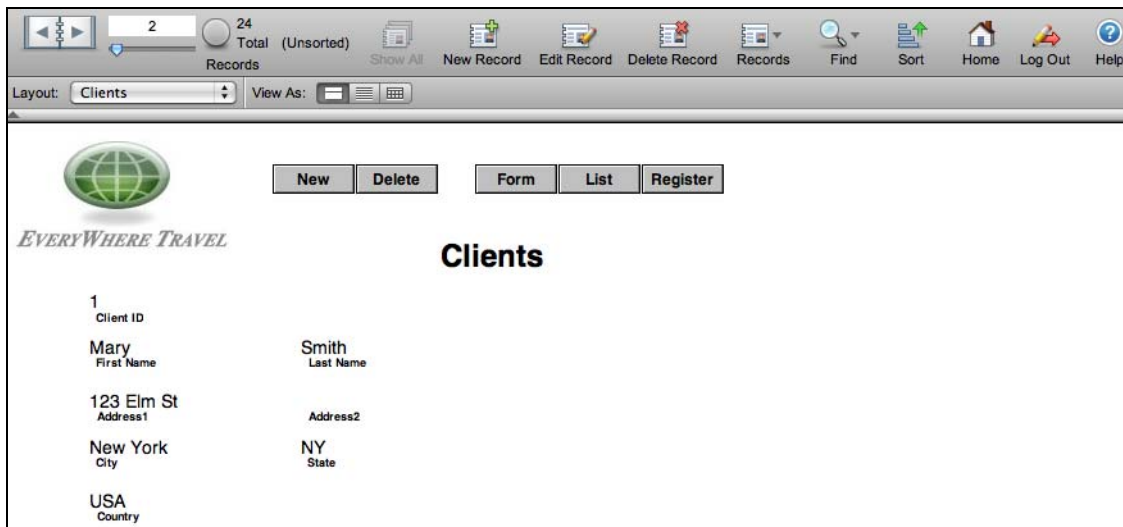 2
24
Total (Unsorted)
Records
Show All New Record Edit Record Delete Record Records Find Sort Home Log Out Help
Layout: Clients View As:
New Delete Form List Register
EVERYWHERE TRAVEL
Clients
1
Client ID
Mary Smith
First Name Last Name
123 Elm St
Address1 Address2
New York NY
City State
USA
Country